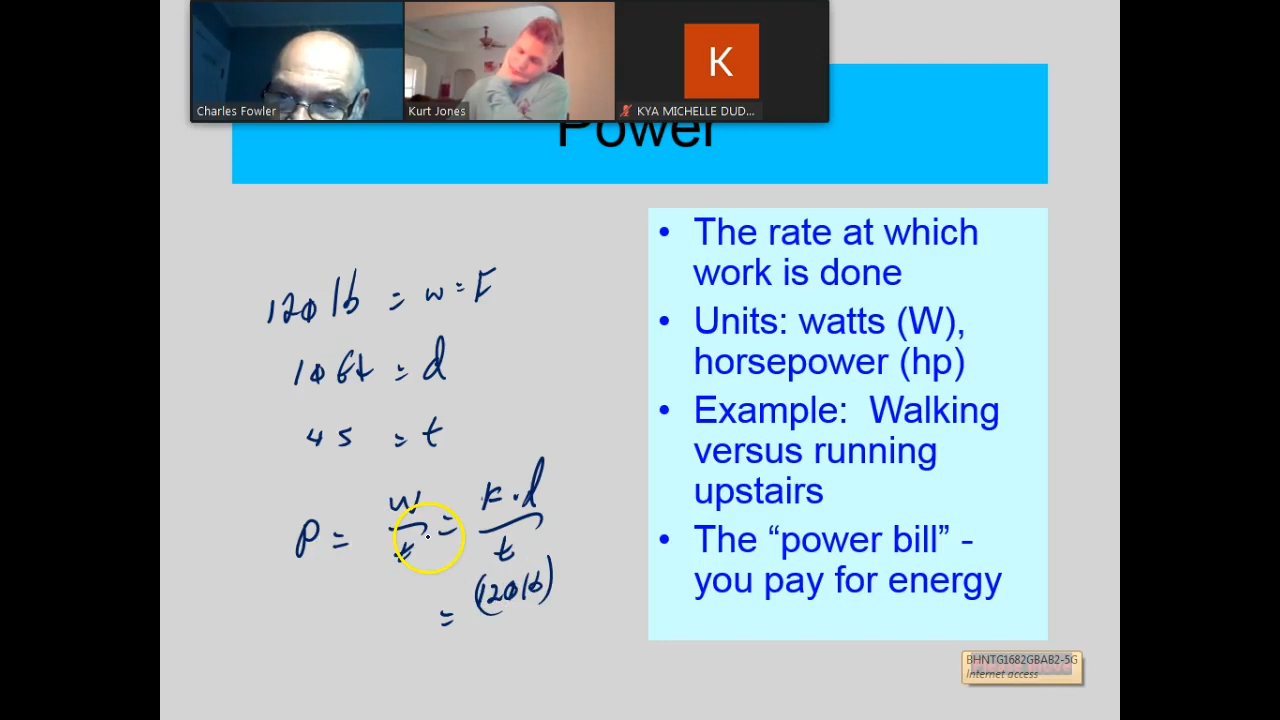 Charles Fowler
Kurt Jones
K
KYA MICHELLE DUD...
Power
120 lb = w = F
10 ft = d
4 s = t
P = w/t = F · d/t
= (120 lb)
• The rate at which
work is done
• Units: watts (W),
horsepower (hp)
• Example: Walking
versus running
upstairs
• The “power bill” -
you pay for energy
BHNTG1682GBAB2-5G
Internet access